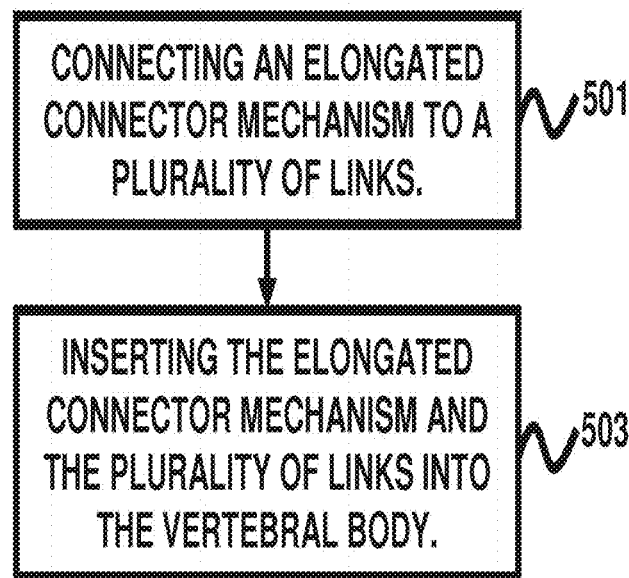 CONNECTING AN ELONGATED
CONNECTOR MECHANISM TO A
PLURALITY OF LINKS.
501
INSERTING THE ELONGATED
CONNECTOR MECHANISM AND
THE PLURALITY OF LINKS INTO
THE VERTEBRAL BODY.
503